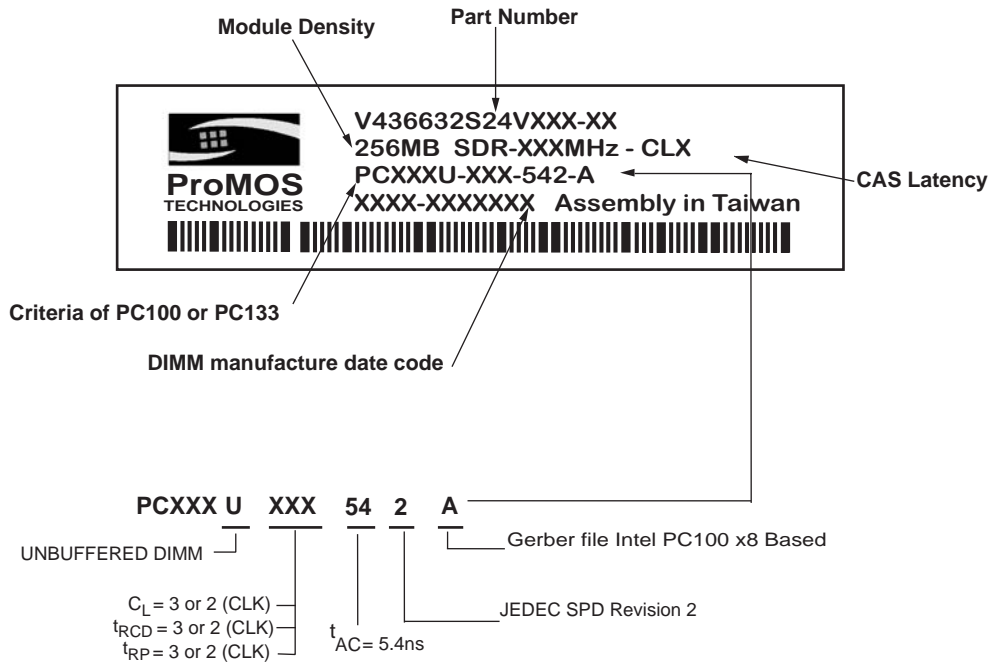 Part Number
Module Density
V436632S24VXXX-XX
256MB SDR-XXXMHz - CLX
PCXXXU-XXX-542-A
XXXX-XXXXXXX Assembly in Taiwan
ProMOS
TECHNOLOGIES
CAS Latency
Criteria of PC100 or PC133
DIMM manufacture date code
PCXXX U XXX 54 2 A
UNBUFFERED DIMM
Gerber file Intel PC100 x8 Based
CL = 3 or 2 (CLK)
tRCD = 3 or 2 (CLK)
tRP = 3 or 2 (CLK)
tAC= 5.4ns
JEDEC SPD Revision 2